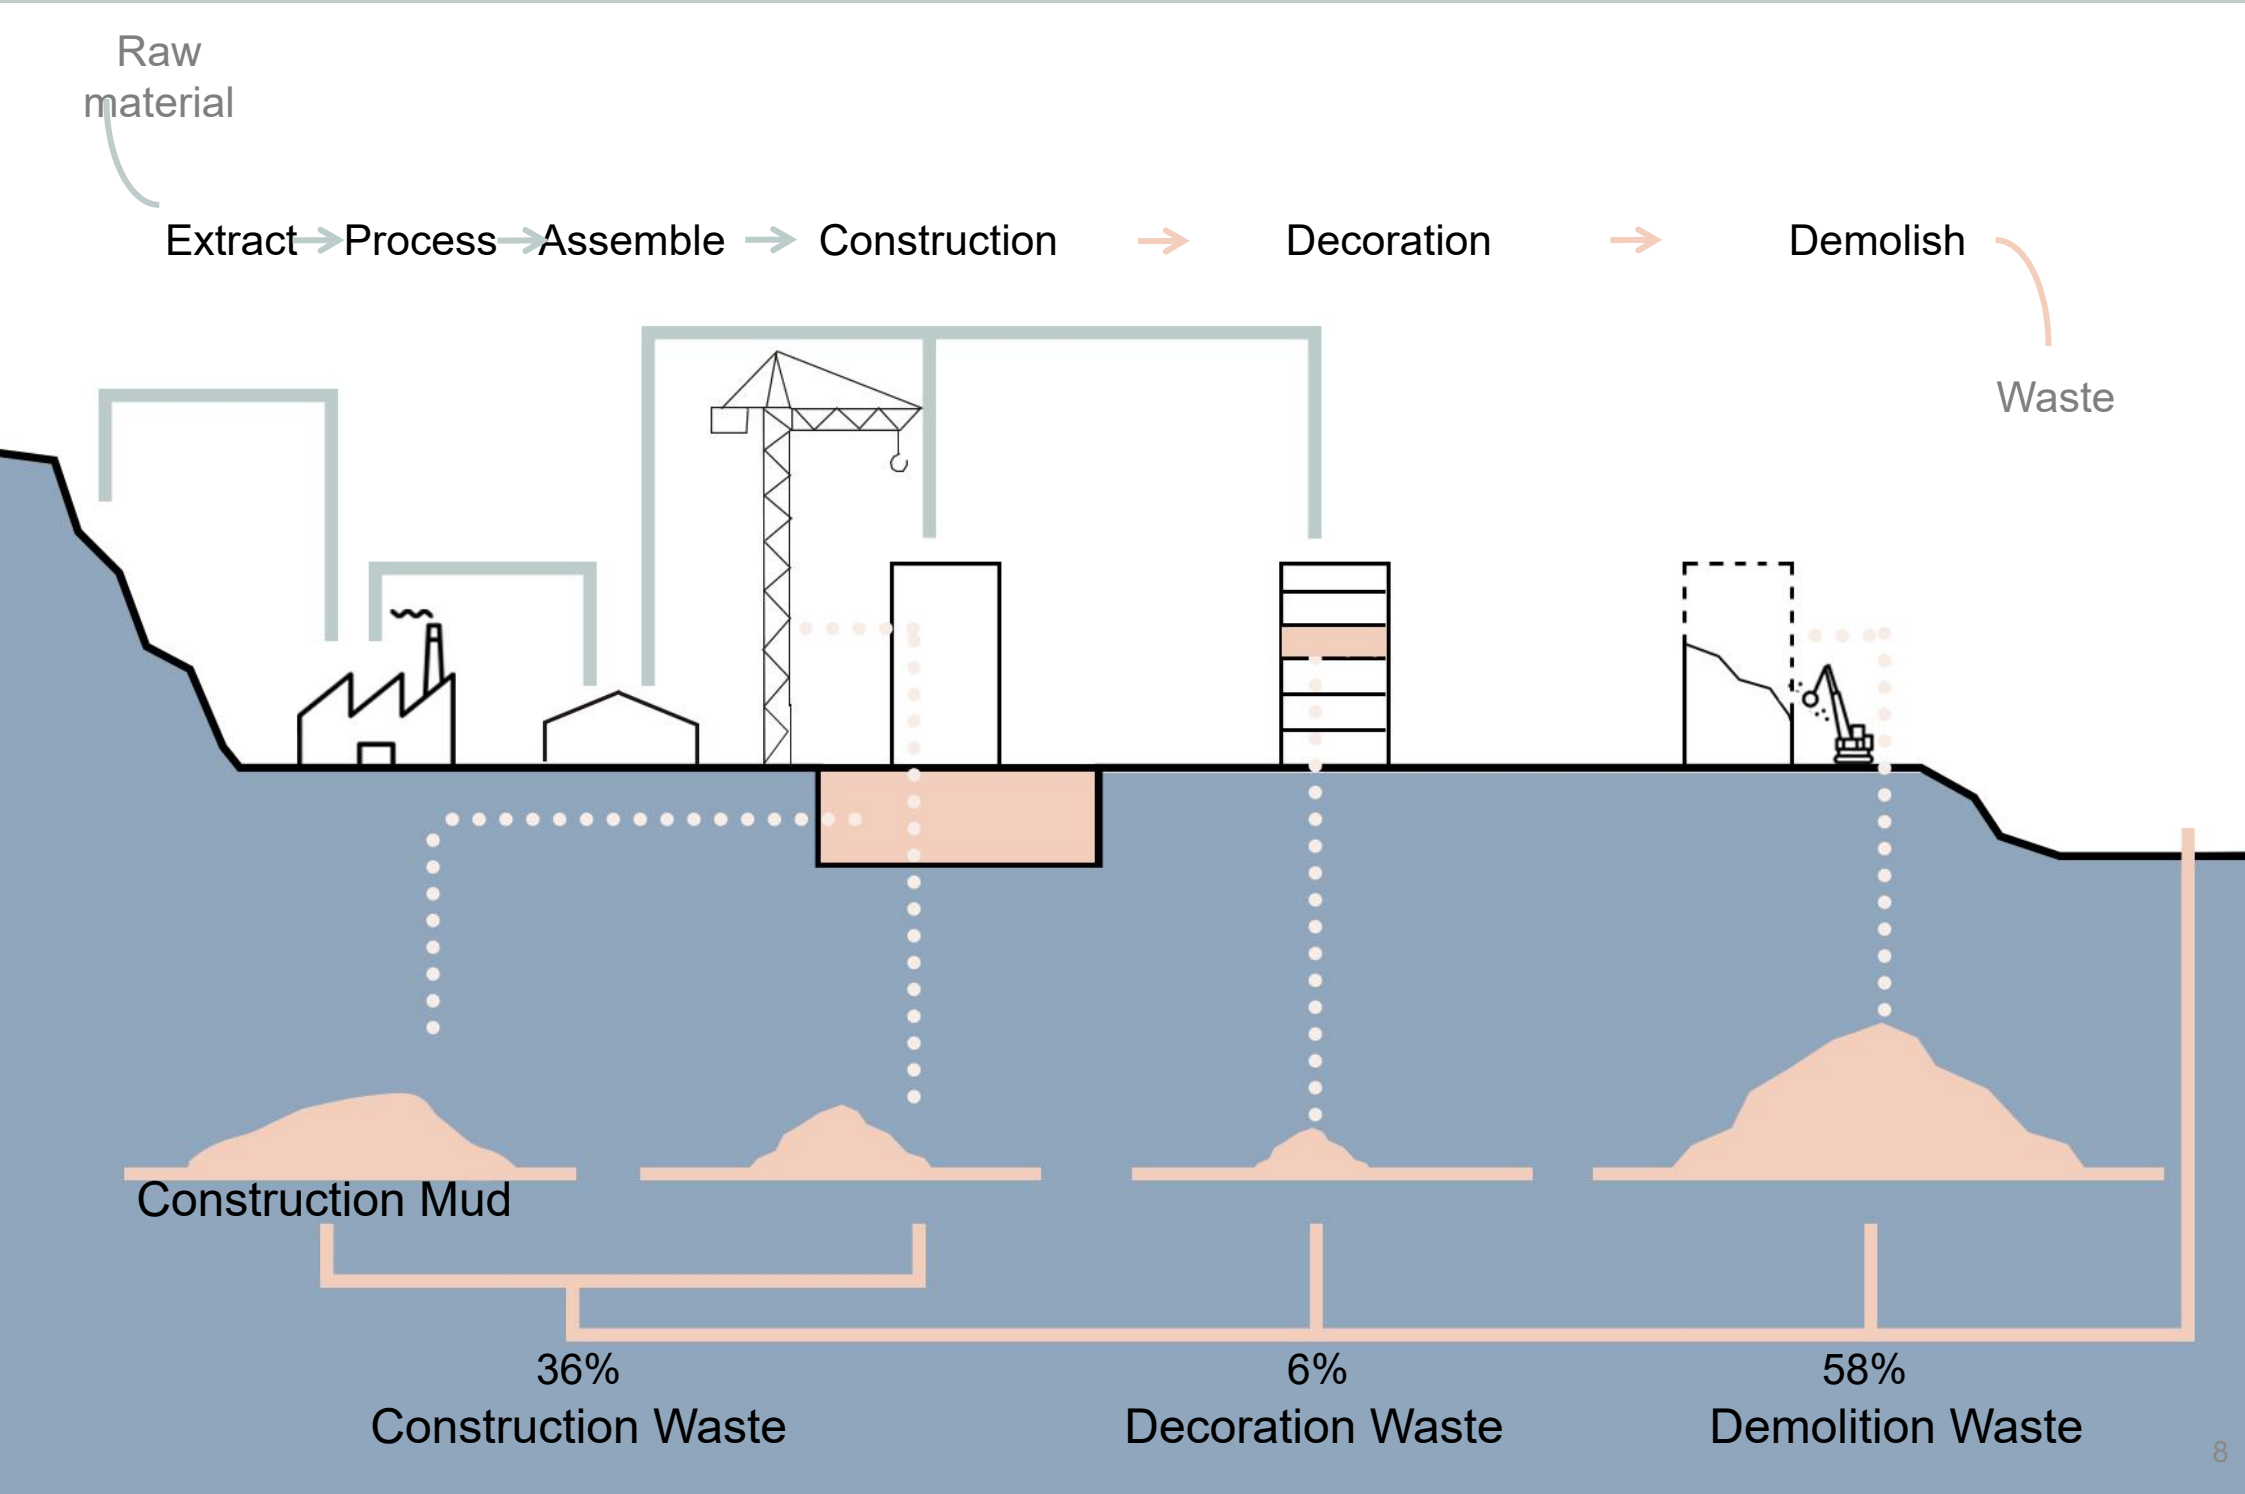 Raw
material
Extract Process Assemble Construction Decoration Demolish
Waste
Construction Mud
36% 6% 58%
Construction Waste Decoration Waste Demolition Waste
8